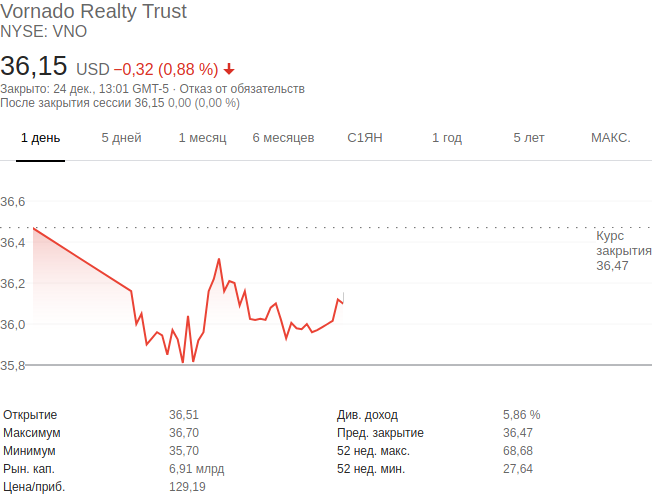 Vornado Realty Trust
NYSE: VNO
36,15 USD −0,32 (0,88 %)
Закрыто: 24 дек., 13:01 GMT-5 · Отказ от обязательств
После закрытия сессии 36,15 0,00 (0,00 %)
1 день 5 дней 1 месяц 6 месяцев С1ЯН 1 год 5 лет МАКС.
36,6
36,4
36,2
36,0
35,8
Курс
закрытия
36,47
Открытие 36,51 Див. доход 5,86 %
Максимум 36,70 Пред. закрытие 36,47
Минимум 35,70 52 нед. макс. 68,68
Рын. кап. 6,91 млрд 52 нед. мин. 27,64
Цена/приб. 129,19